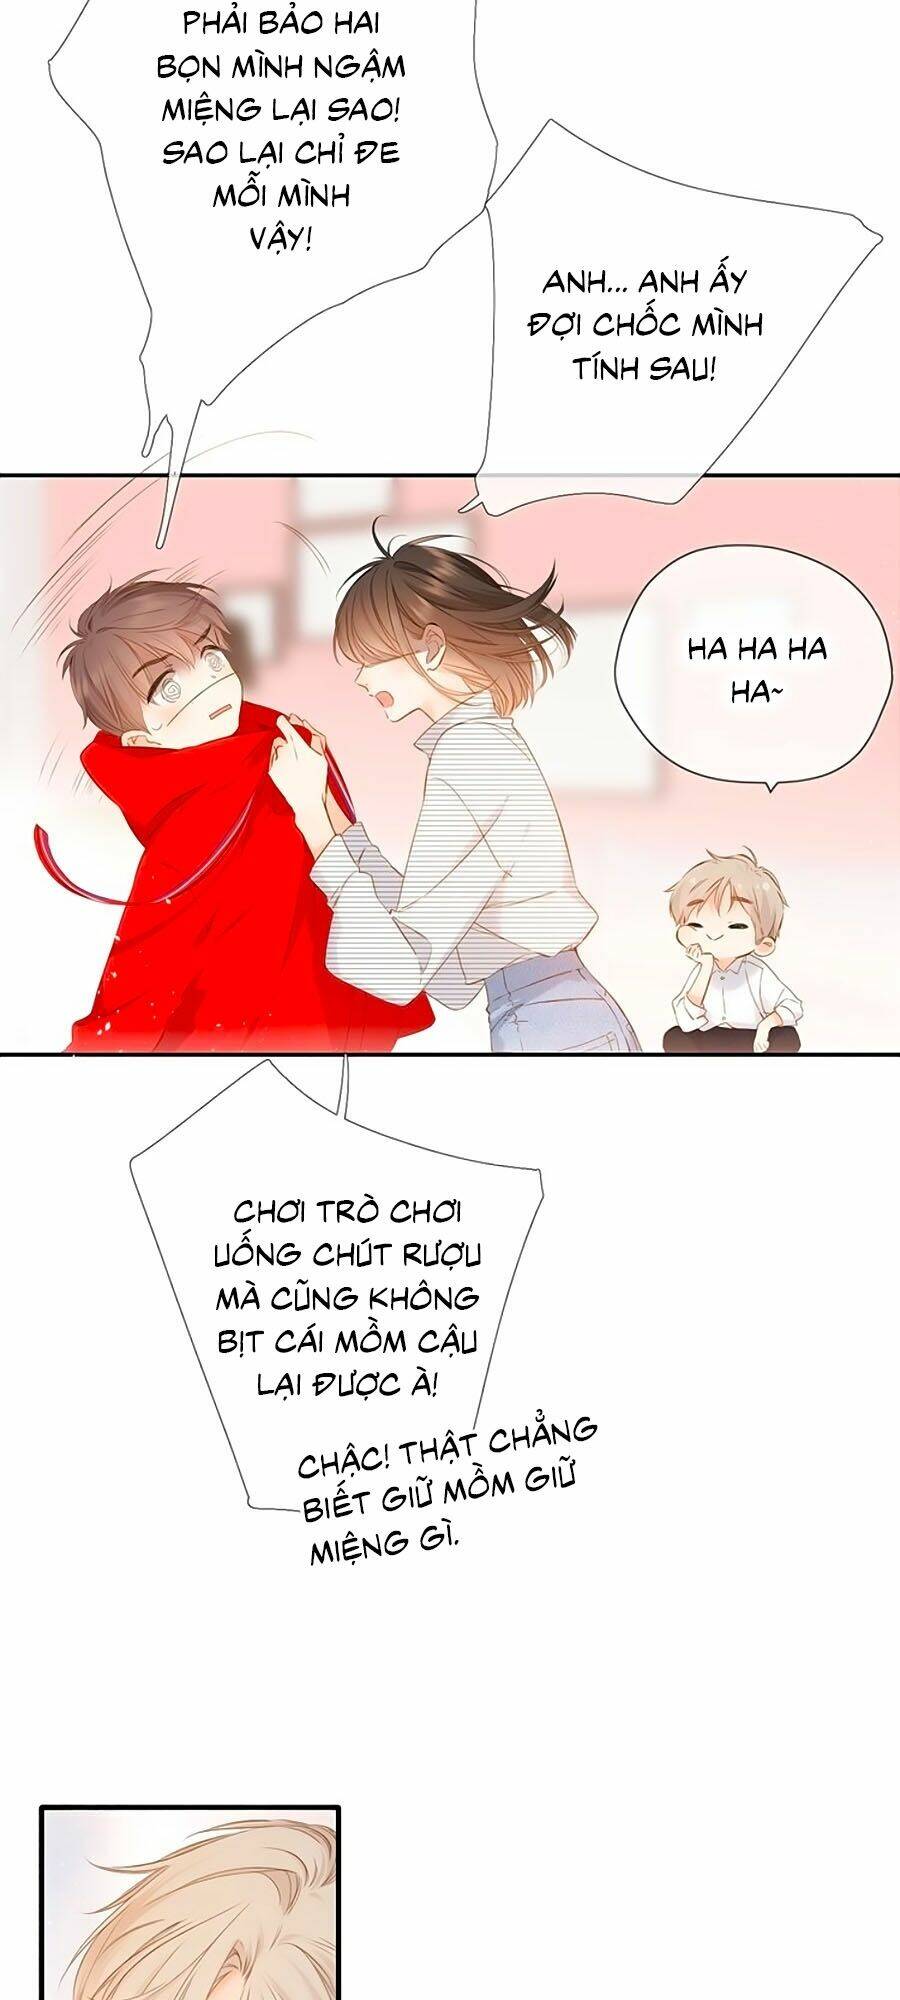 PHẢI BẢO HAI
BỌN MÌNH NGẬM
MIỆNG LẠI SAO!
SAO LẠI CHỈ ĐE
MỖI MÌNH
VẬY!
ANH... ANH ẤY
ĐỢI CHỐC MÌNH
TÍNH SAU!
HA HA HA
HA~
CHƠI TRÒ CHƠI
UỐNG CHÚT RƯỢU
MÀ CŨNG KHÔNG
BỊT CÁI MỒM CẬU
LẠI ĐƯỢC À!
CHẬC! THẬT CHẲNG
BIẾT GIỮ MỒM GIỮ
MIỆNG GÌ.